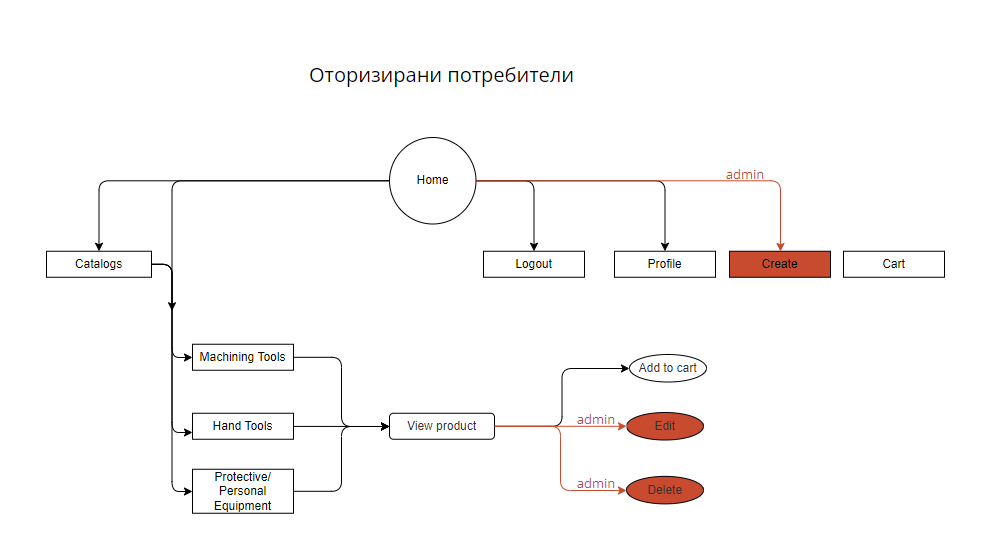 Оторизирани потребители
Home
admin
Catalogs
Logout
Profile
Create
Cart
Machining Tools
Add to cart
Hand Tools
View product
admin
Edit
Protective/
Personal
Equipment
admin
Delete